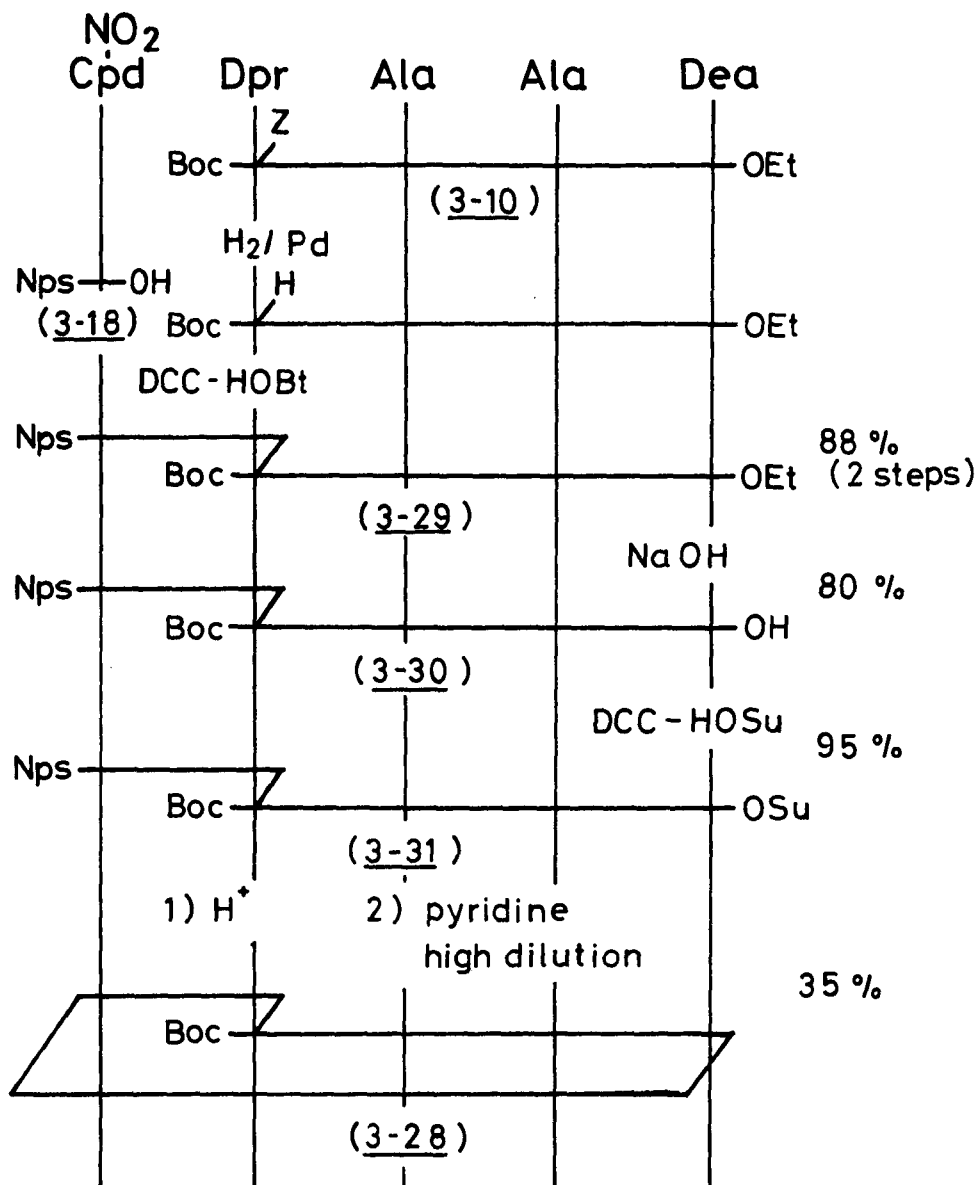 NO2
Cpd Dpr Ala Ala Dea
Z
Boc OEt
(3-10)
H2/ Pd
Nps OH H
(3-18) Boc OEt
DCC-HOBt
Nps 88 %
Boc OEt (2 steps)
(3-29)
NaOH
Nps 80 %
Boc OH
(3-30)
DCC-HOSu
95 %
Nps
Boc OSu
(3-31)
1) H+ 2) pyridine
high dilution
35 %
Boc
(3-28)